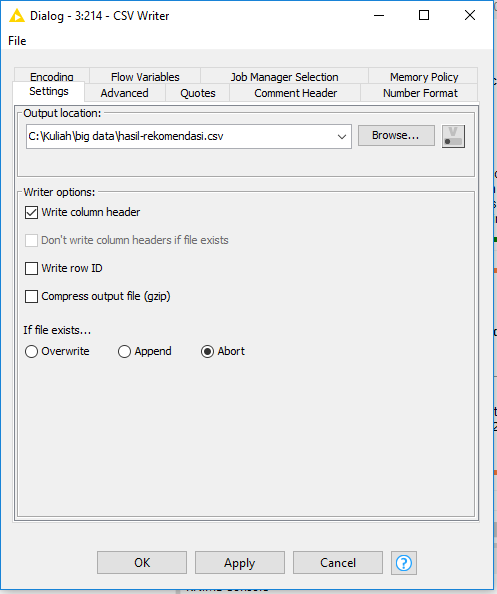 Dialog - 3:214 - CSV Writer
File
Encoding Flow Variables Job Manager Selection Memory Policy
Settings Advanced Quotes Comment Header Number Format
Output location:
C:\Kuliah\big data\hasil-rekomendasi.csv Browse... V
Writer options:
Write column header
Don't write column headers if file exists
Write row ID
Compress output file (gzip)
If file exists...
Overwrite Append Abort
OK Apply Cancel ?